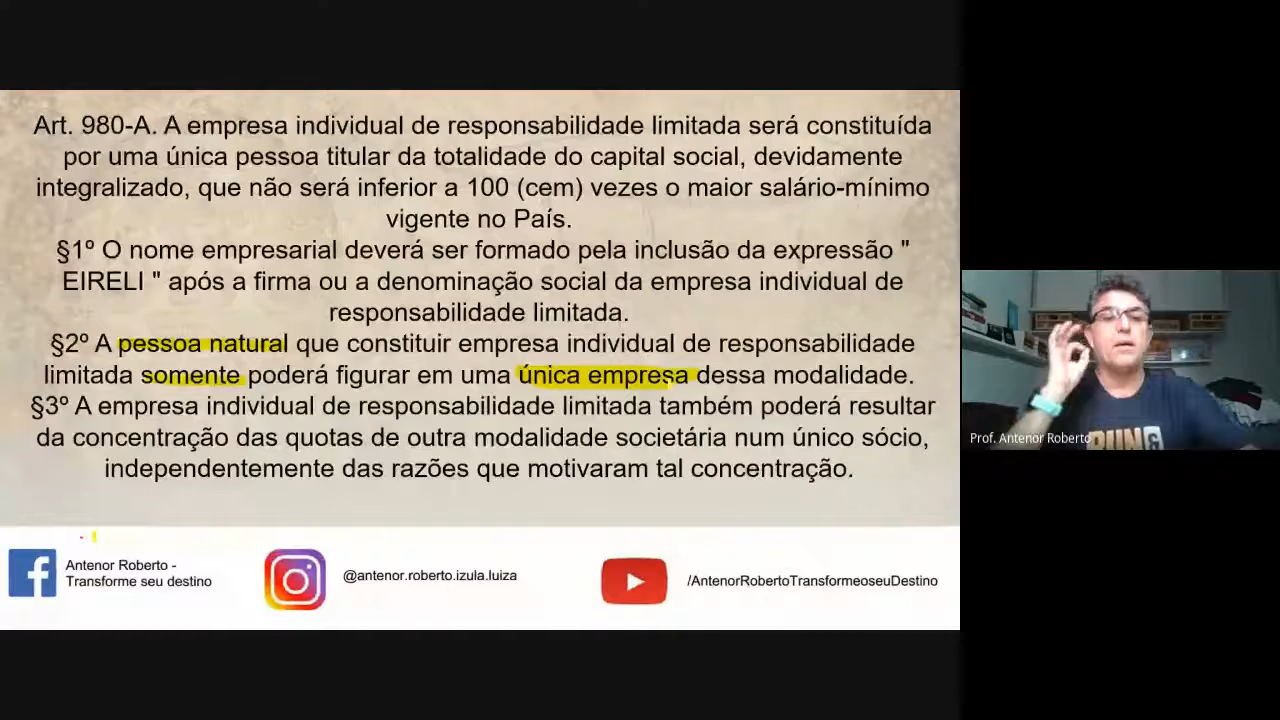 Art. 980-A. A empresa individual de responsabilidade limitada será constituída
por uma única pessoa titular da totalidade do capital social, devidamente
integralizado, que não será inferior a 100 (cem) vezes o maior salário-mínimo
vigente no País.
§1º O nome empresarial deverá ser formado pela inclusão da expressão "
EIRELI " após a firma ou a denominação social da empresa individual de
responsabilidade limitada.
§2º A pessoa natural que constituir empresa individual de responsabilidade
limitada somente poderá figurar em uma única empresa dessa modalidade.
§3º A empresa individual de responsabilidade limitada também poderá resultar
da concentração das quotas de outra modalidade societária num único sócio,
independentemente das razões que motivaram tal concentração.
Antenor Roberto -
Transforme seu destino
@antenor.roberto.izula.luiza
/AntenorRobertoTransformeoseuDestino
Prof. Antenor Roberto
RUN&